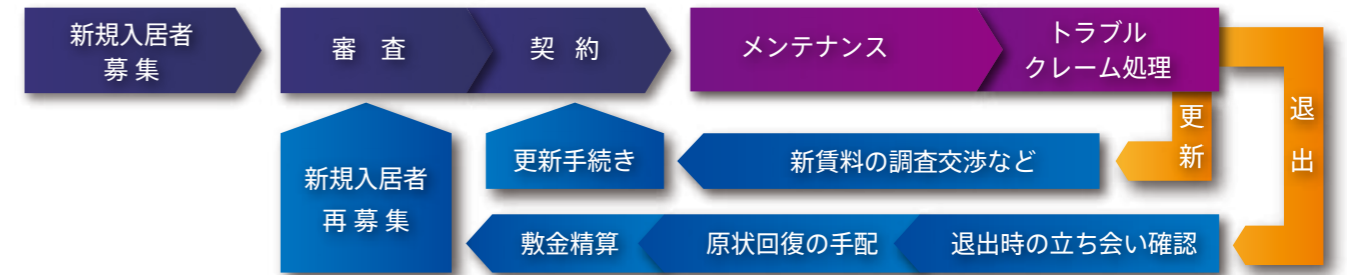 新規入居者
募集
審 査
契 約
メンテナンス
トラブル
クレーム処理
更
新
退
出
新賃料の調査交渉など
更新手続き
退出時の立ち会い確認
原状回復の手配
敷金精算
新規入居者
再募集